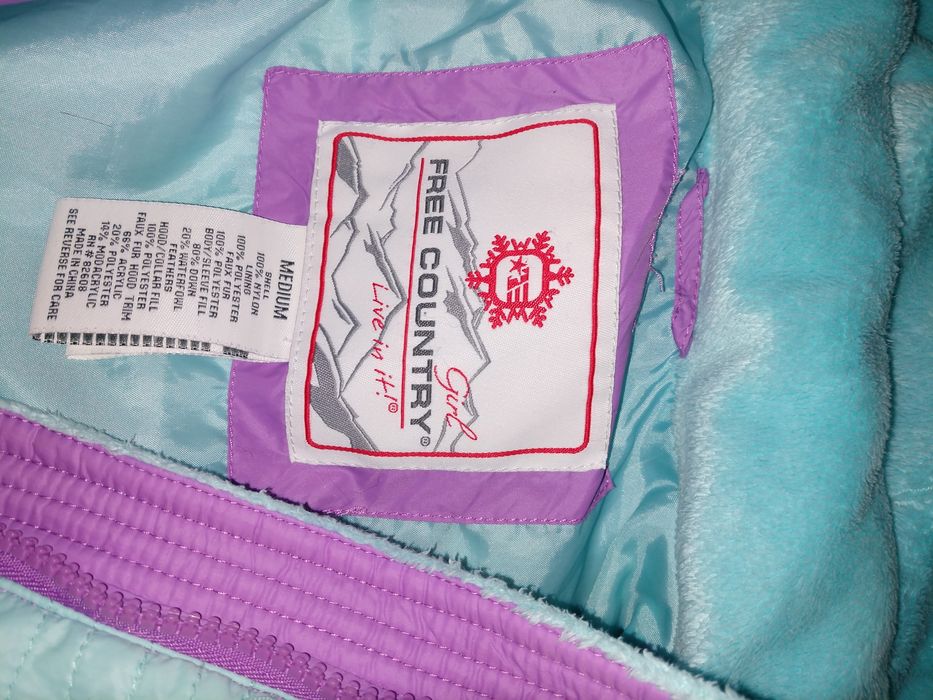 FREE COUNTRY®
Girl
Live in it!®
MEDIUM
SHELL
100% NYLON
LINING
100% POLYESTER
FAUX FUR
100% POLYESTER
BODY/SLEEVE FILL
80% DOWN
20% WATERFOWL
FEATHERS
HOOD/COLLAR FILL
100% POLYESTER
FAUX FUR HOOD TRIM
66% ACRYLIC
20% POLYESTER
14% MODACRYLIC
RN # 82408
MADE IN CHINA
SEE REVERSE FOR CARE